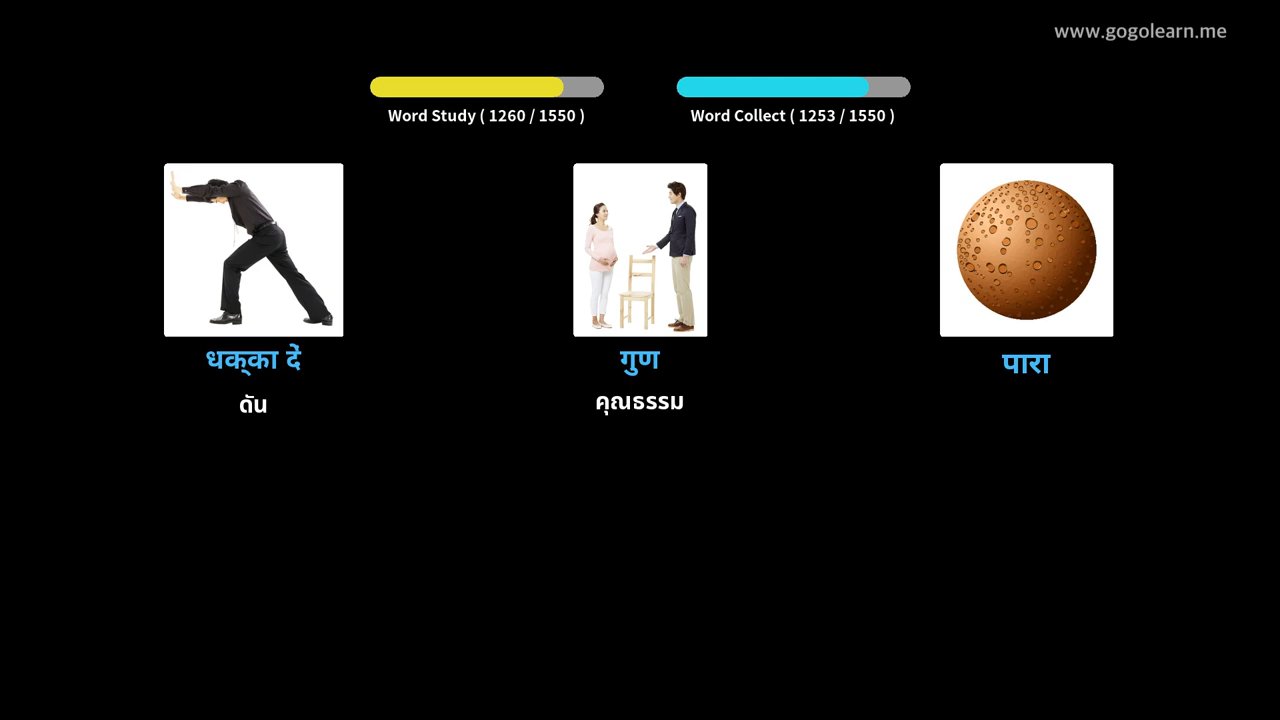 www.gogolearn.me
Word Study ( 1260 / 1550 )
Word Collect ( 1253 / 1550 )
धक्का दें
गुण
पारा
ดัน
คุณธรรม